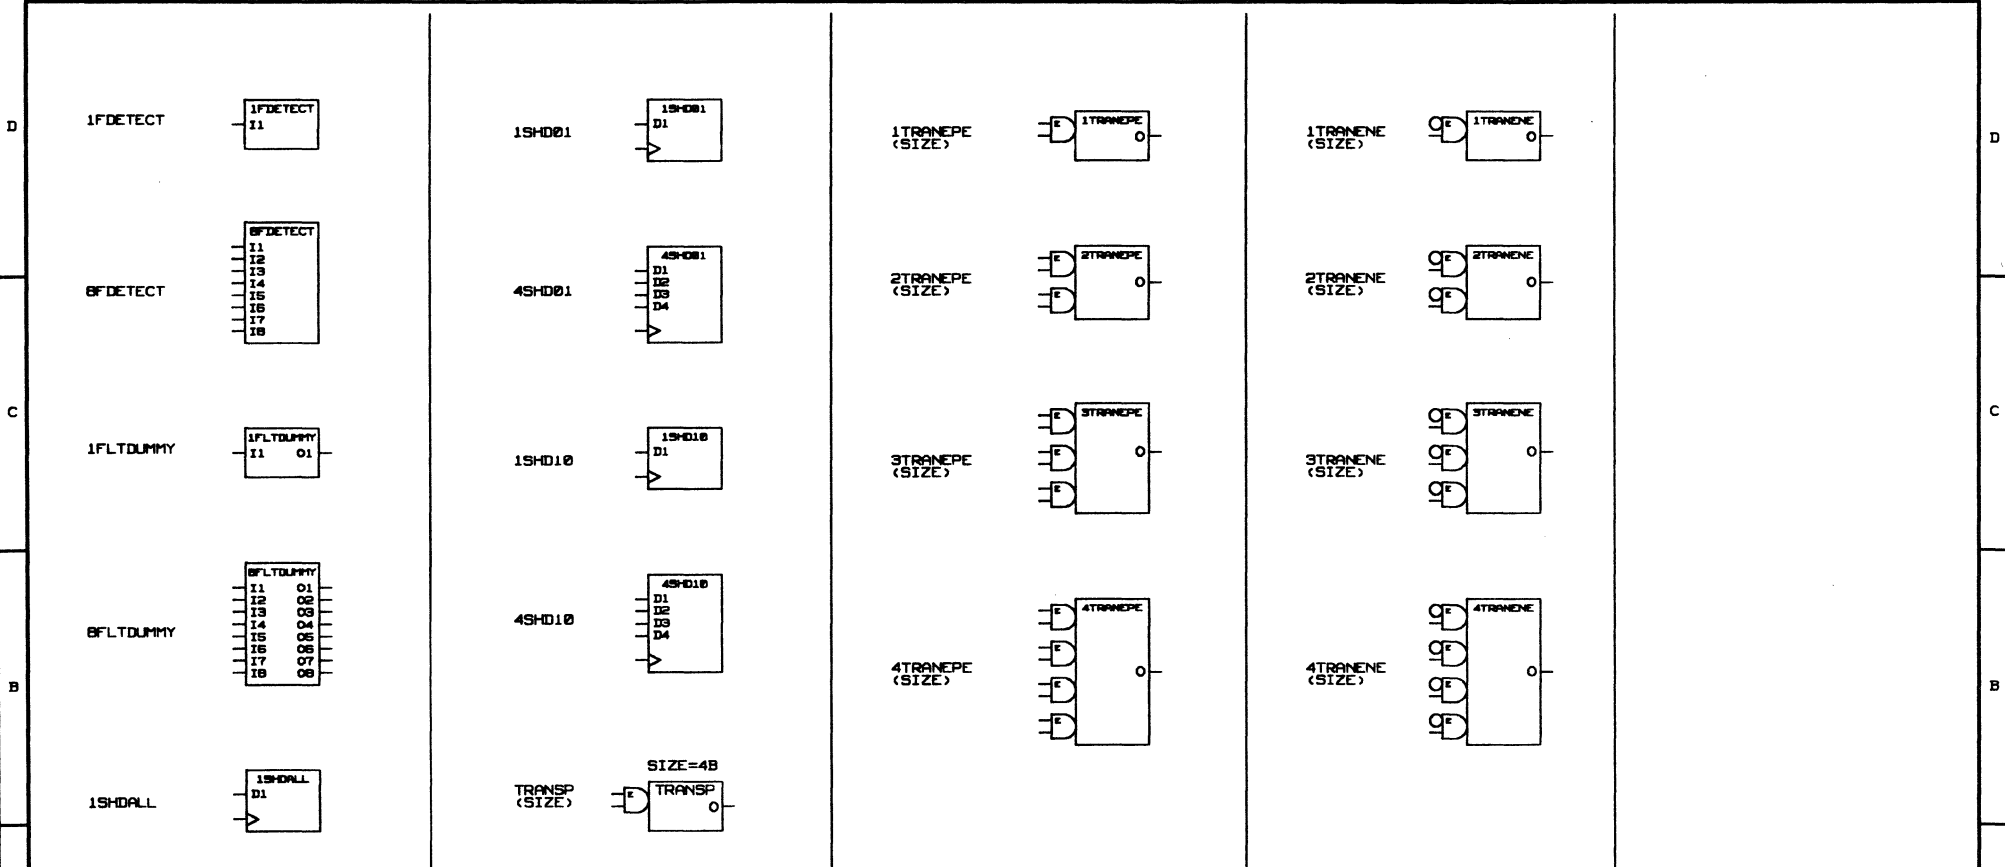 D
1FDETECT
1FDETECT
I1
8FDETECT
8FDETECT
I1
I2
I3
I4
I5
I6
I7
I8
C
1FLTDUMMY
1FLTDUMMY
I1 O1
8FLTDUMMY
8FLTDUMMY
I1 O1
I2 O2
I3 O3
I4 O4
I5 O5
I6 O6
I7 O7
I8 O8
B
1SHDALL
1SHDALL
D1
1SHD01
1SHD01
D1
4SHD01
4SHD01
D1
D2
D3
D4
1SHD10
1SHD10
D1
4SHD10
4SHD10
D1
D2
D3
D4
SIZE=4B
TRANSP
(SIZE)
E TRANSP
O
1TRANEPE
(SIZE)
E 1TRANEPE
O
2TRANEPE
(SIZE)
E 2TRANEPE
O
E
3TRANEPE
(SIZE)
E 3TRANEPE
O
E
E
4TRANEPE
(SIZE)
E 4TRANEPE
E
O
E
E
1TRANENE
(SIZE)
E 1TRANENE
O
2TRANENE
(SIZE)
E 2TRANENE
O
E
3TRANENE
(SIZE)
E 3TRANENE
O
E
E
4TRANENE
(SIZE)
E 4TRANENE
E
O
E
E
D
C
B